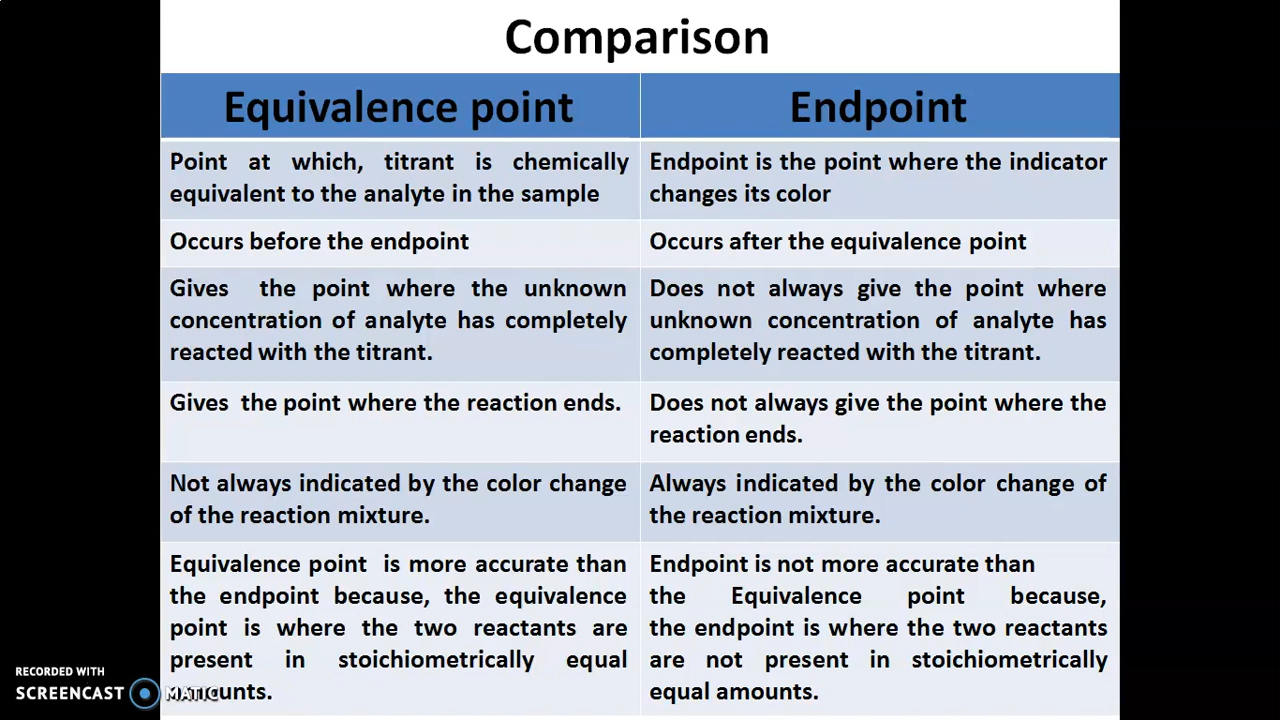 Comparison
Equivalence point
Endpoint
Point at which, titrant is chemically
equivalent to the analyte in the sample
Endpoint is the point where the indicator
changes its color
Occurs before the endpoint
Occurs after the equivalence point
Gives the point where the unknown
concentration of analyte has completely
reacted with the titrant.
Does not always give the point where
unknown concentration of analyte has
completely reacted with the titrant.
Gives the point where the reaction ends.
Does not always give the point where the
reaction ends.
Not always indicated by the color change
of the reaction mixture.
Always indicated by the color change of
the reaction mixture.
Equivalence point is more accurate than
the endpoint because, the equivalence
point is where the two reactants are
present in stoichiometrically equal
amounts.
Endpoint is not more accurate than
the Equivalence point because,
the endpoint is where the two reactants
are not present in stoichiometrically
equal amounts.
RECORDED WITH
SCREENCAST MATIC